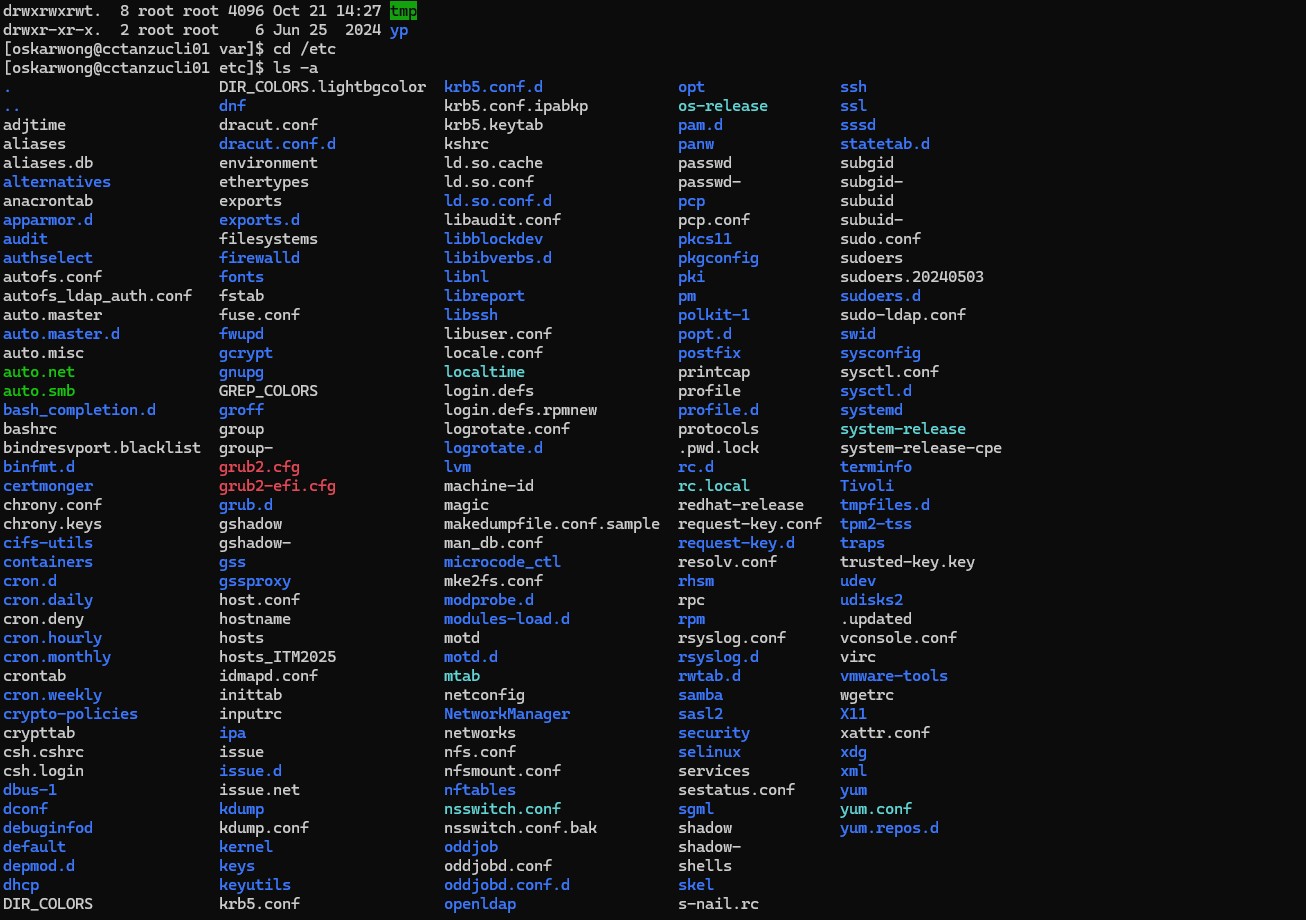 drwxrwxrwt.  8 root root 4096 Oct 21 14:27 tmp
drwxr-xr-x.  2 root root    6 Jun 25  2024 yp
[oskarwong@cctanzucli01 var]$ cd /etc
[oskarwong@cctanzucli01 etc]$ ls -a
.                        DIR_COLORS.lightbgcolor  krb5.conf.d               opt               ssh
..                       dnf                      krb5.conf.ipabkp          os-release        ssl
adjtime                  dracut.conf              krb5.keytab               pam.d             sssd
aliases                  dracut.conf.d            kshrc                     panw              statetab.d
aliases.db               environment              ld.so.cache               passwd            subgid
alternatives             ethertypes               ld.so.conf                passwd-           subgid-
anacrontab               exports                  ld.so.conf.d              pcp               subuid
apparmor.d               exports.d                libaudit.conf             pcp.conf          subuid-
audit                    filesystems              libblockdev               pkcs11            sudo.conf
authselect               firewalld                libibverbs.d              pkgconfig         sudoers
autofs.conf              fonts                    libnl                     pki               sudoers.20240503
autofs_ldap_auth.conf    fstab                    libreport                 pm                sudoers.d
auto.master              fuse.conf                libssh                    polkit-1          sudo-ldap.conf
auto.master.d            fwupd                    libuser.conf              popt.d            swid
auto.misc                gcrypt                   locale.conf               postfix           sysconfig
auto.net                 gnupg                    localtime                 printcap          sysctl.conf
auto.smb                 GREP_COLORS              login.defs                profile           sysctl.d
bash_completion.d        groff                    login.defs.rpmnew         profile.d         systemd
bashrc                   group                    logrotate.conf            protocols         system-release
bindresvport.blacklist   group-                   logrotate.d               .pwd.lock         system-release-cpe
binfmt.d                 grub2.cfg                lvm                       rc.d              terminfo
certmonger               grub2-efi.cfg            machine-id                rc.local          Tivoli
chrony.conf              grub.d                   magic                     redhat-release    tmpfiles.d
chrony.keys              gshadow                  makedumpfile.conf.sample  request-key.conf  tpm2-tss
cifs-utils               gshadow-                 man_db.conf               request-key.d     traps
containers               gss                      microcode_ctl             resolv.conf       trusted-key.key
cron.d                   gssproxy                 mke2fs.conf               rhsm              udev
cron.daily               host.conf                modprobe.d                rpc               udisks2
cron.deny                hostname                 modules-load.d            rpm               .updated
cron.hourly              hosts                    motd                      rsyslog.conf      vconsole.conf
cron.monthly             hosts_ITM2025            motd.d                    rsyslog.d         virc
crontab                  idmapd.conf              mtab                      rwtab.d           vmware-tools
cron.weekly              inittab                  netconfig                 samba             wgetrc
crypto-policies          inputrc                  NetworkManager            sasl2             X11
crypttab                 ipa                      networks                  security          xattr.conf
csh.cshrc                issue                    nfs.conf                  selinux           xdg
csh.login                issue.d                  nfsmount.conf             services          xml
dbus-1                   issue.net                nftables                  sestatus.conf     yum
dconf                    kdump                    nsswitch.conf             sgml              yum.conf
debuginfod               kdump.conf               nsswitch.conf.bak         shadow            yum.repos.d
default                  kernel                   oddjob                    shadow-
depmod.d                 keys                     oddjobd.conf              shells
dhcp                     keyutils                 oddjobd.conf.d            skel
DIR_COLORS               krb5.conf                openldap                  s-nail.rc